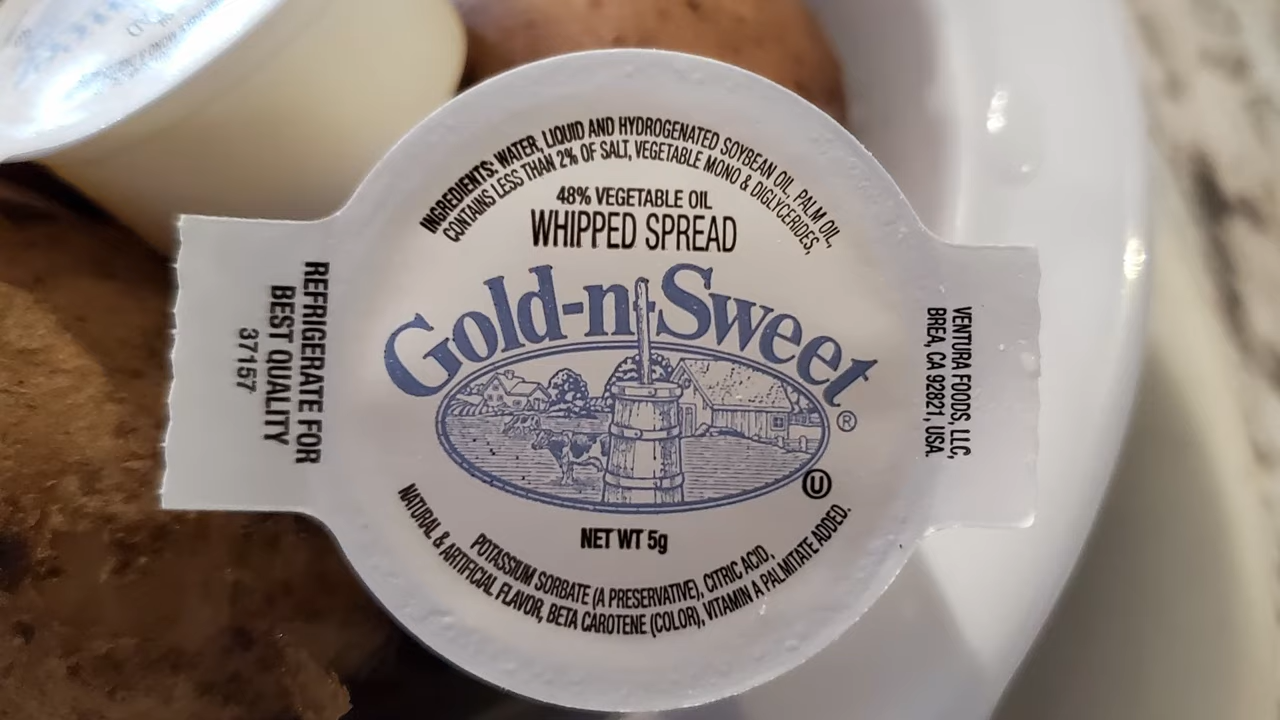 INGREDIENTS: WATER, LIQUID AND HYDROGENATED SOYBEAN OIL, PALM OIL,
CONTAINS LESS THAN 2% OF SALT, VEGETABLE MONO & DIGLYCERIDES,
48% VEGETABLE OIL
WHIPPED SPREAD
Gold-n-Sweet®
U
NET WT 5g
POTASSIUM SORBATE (A PRESERVATIVE), CITRIC ACID,
NATURAL & ARTIFICIAL FLAVOR, BETA CAROTENE (COLOR), VITAMIN A PALMITATE ADDED.
REFRIGERATE FOR
BEST QUALITY
37157
VENTURA FOODS, LLC,
BREA, CA 92821, USA.